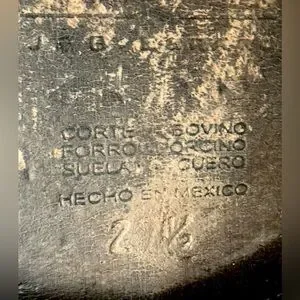 CORTE BOVINO
FORRO PORCINO
SUELA CUERO
HECHO EN MEXICO
2 ½